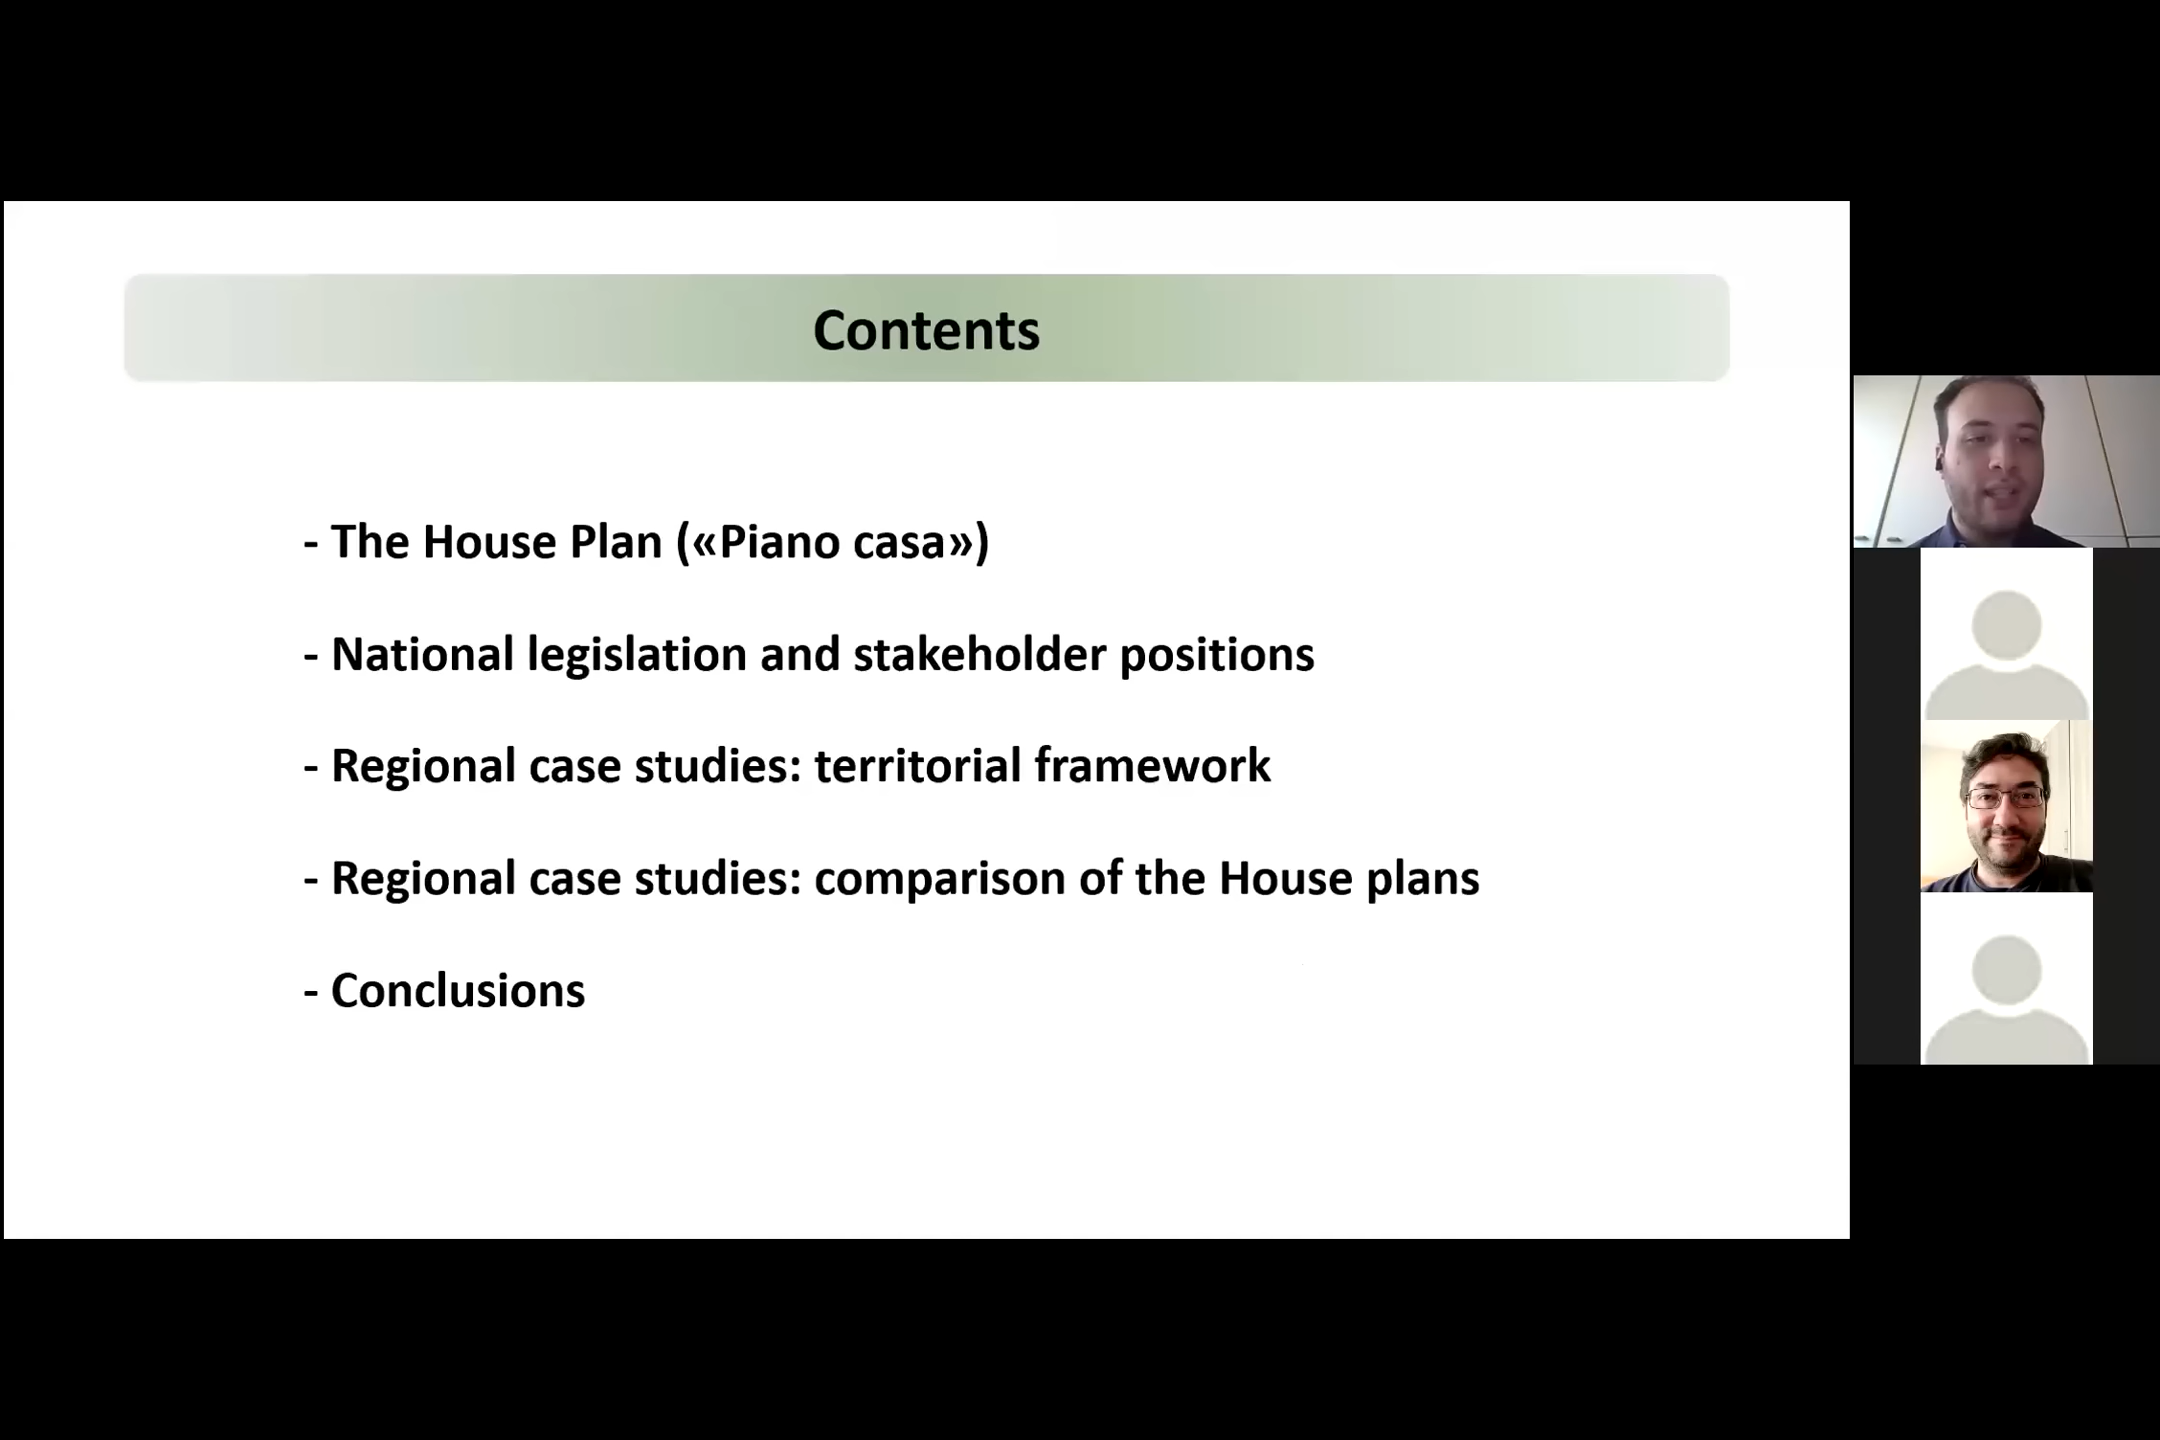 Contents
- The House Plan («Piano casa»)
- National legislation and stakeholder positions
- Regional case studies: territorial framework
- Regional case studies: comparison of the House plans
- Conclusions